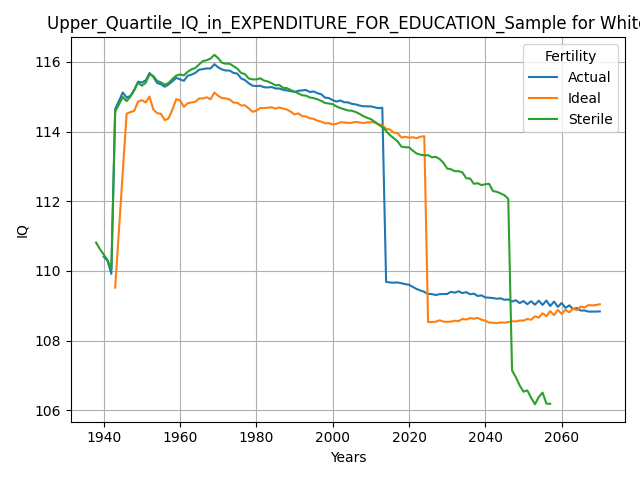 Upper_Quartile_IQ_in_EXPENDITURE_FOR_EDUCATION_Sample for White
Fertility
Actual
Ideal
Sterile
IQ
116
114
112
110
108
106
1940
1960
1980
2000
2020
2040
2060
Years